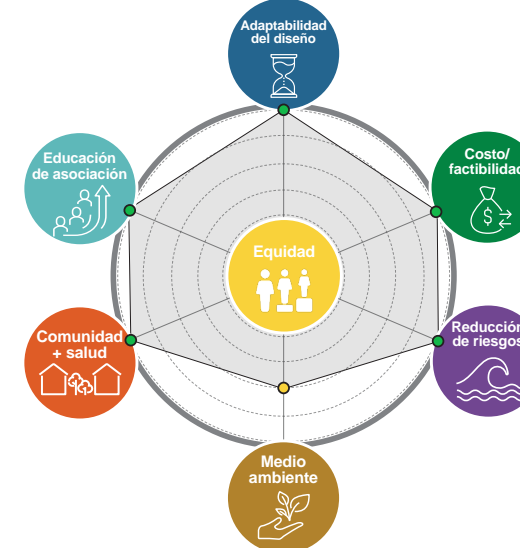 Adaptabilidad
del diseño
Educación
de asociación
Costo/
factibilidad
Equidad
$
Comunidad
+ salud
Reducción
de riesgos
Medio
ambiente